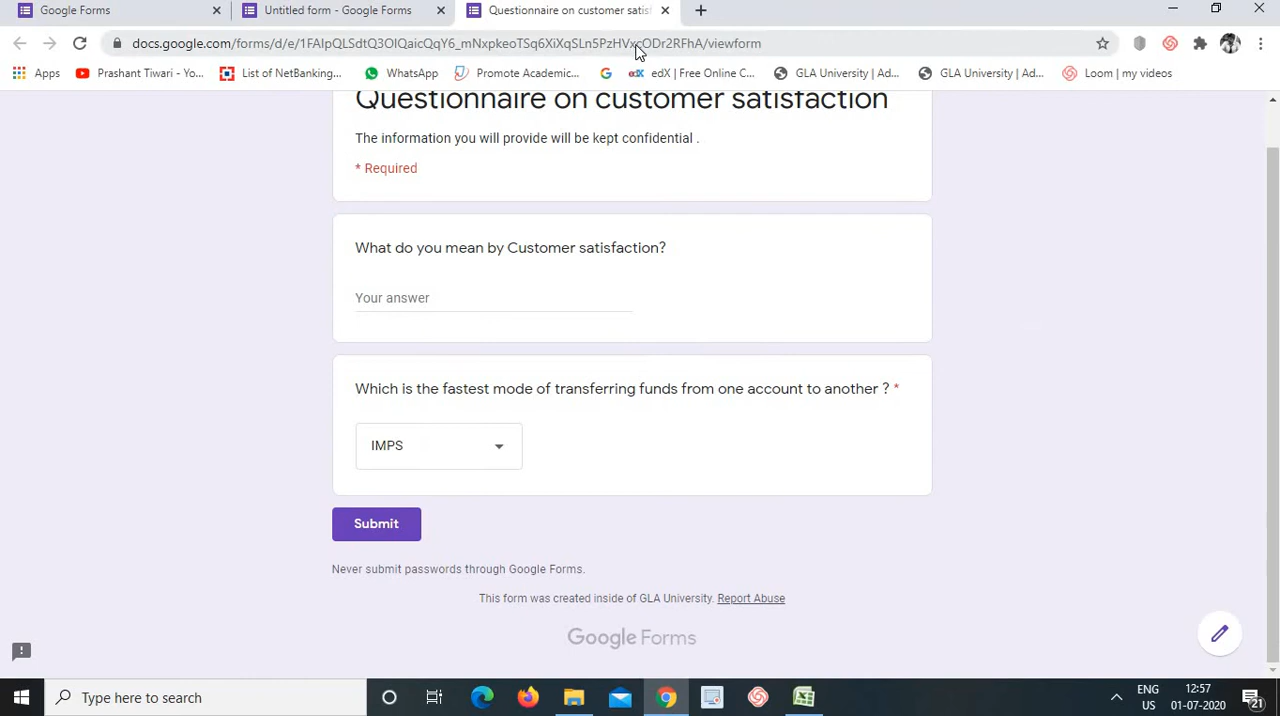 Google Forms
Untitled form - Google Forms
Questionnaire on customer satis
docs.google.com/forms/d/e/
/viewform
Apps
Prashant Tiwari - Yo...
List of NetBanking...
WhatsApp
Promote Academic...
edX | Free Online C...
GLA University | Ad...
GLA University | Ad...
Loom | my videos
Questionnaire on customer satisfaction
The information you will provide will be kept confidential .
* Required
What do you mean by Customer satisfaction?
Your answer
Which is the fastest mode of transferring funds from one account to another ? *
IMPS
Submit
Never submit passwords through Google Forms.
This form was created inside of GLA University. Report Abuse
Google Forms
Type here to search
ENG
US
12:57
01-07-2020
21